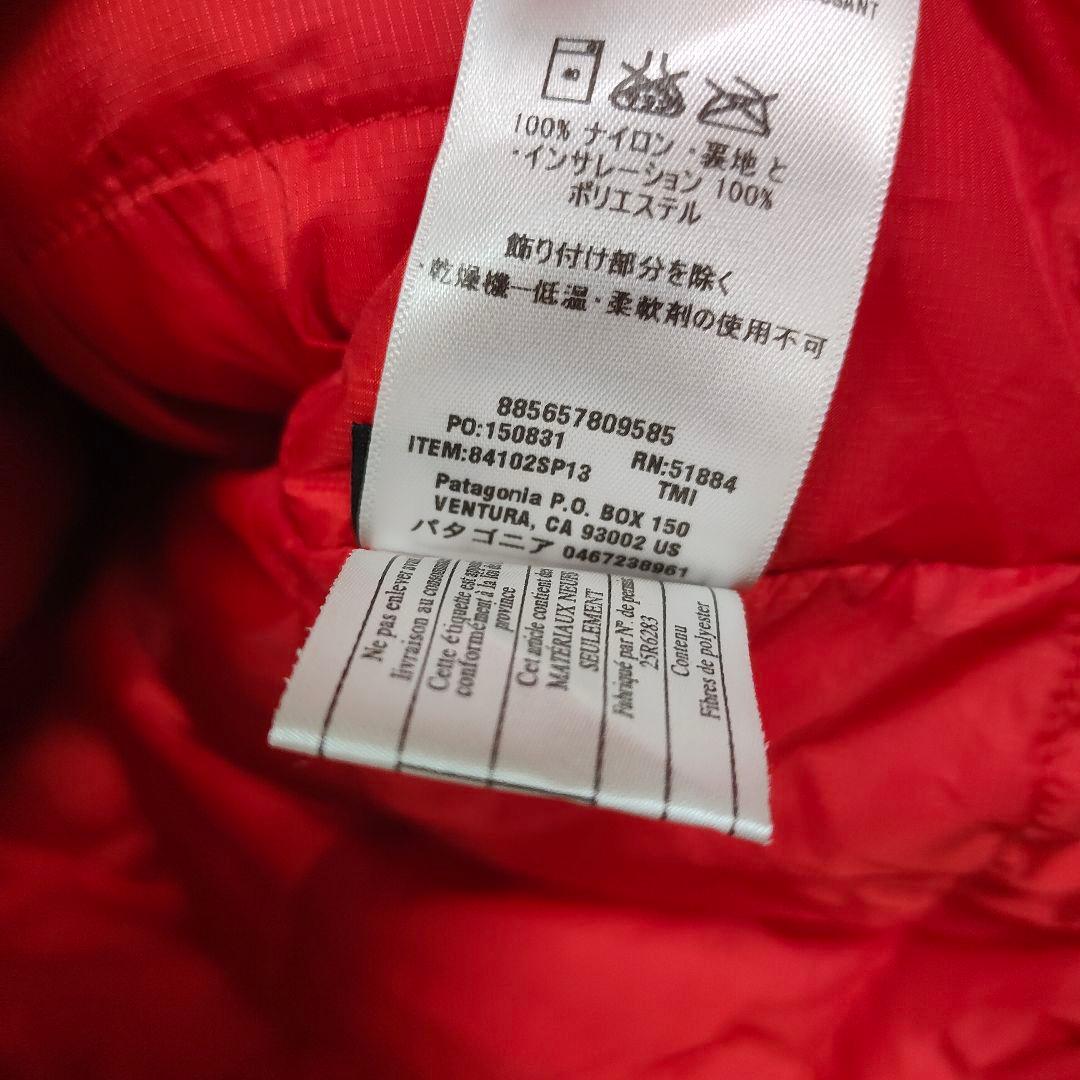 40
100% ナイロン ・裏地 と
・インサレーション 100%
ポリエステル
飾り付け部分を除く
・乾燥機ー低温・柔軟剤の使用不可
885657809585
PO:150831 RN:51884
ITEM:84102SP13 TMI
Patagonia P.O. BOX 150
VENTURA, CA 93002 US
パタゴニア 0467238961
Ne pas enlever
livraison au
Cette étiquette est
conformément à la loi de
province
Cet article contient des
MATÉRIAUX NEUFS
SEULEMENT
Fabriqué par N° de permis
25R6283
Contenu
Fibres de polyester